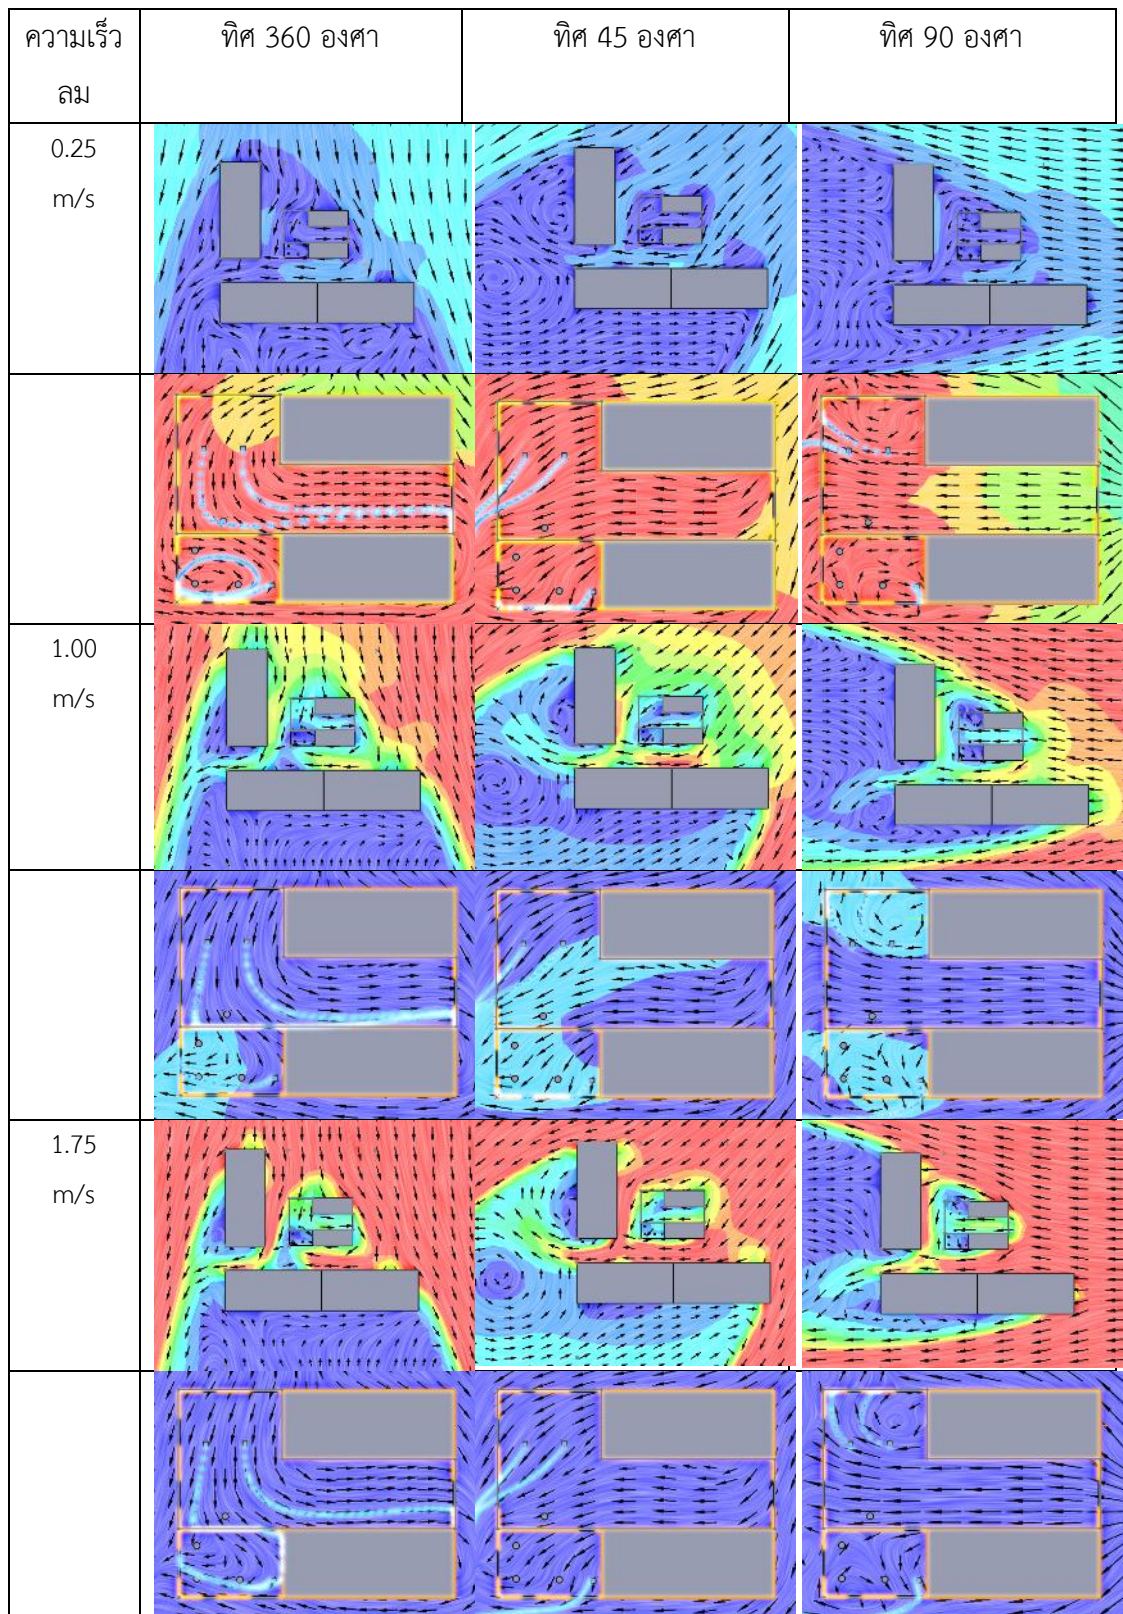 ความเร็ว
ลม
ทิศ 360 องศา
ทิศ 45 องศา
ทิศ 90 องศา
0.25
m/s
1.00
m/s
1.75
m/s